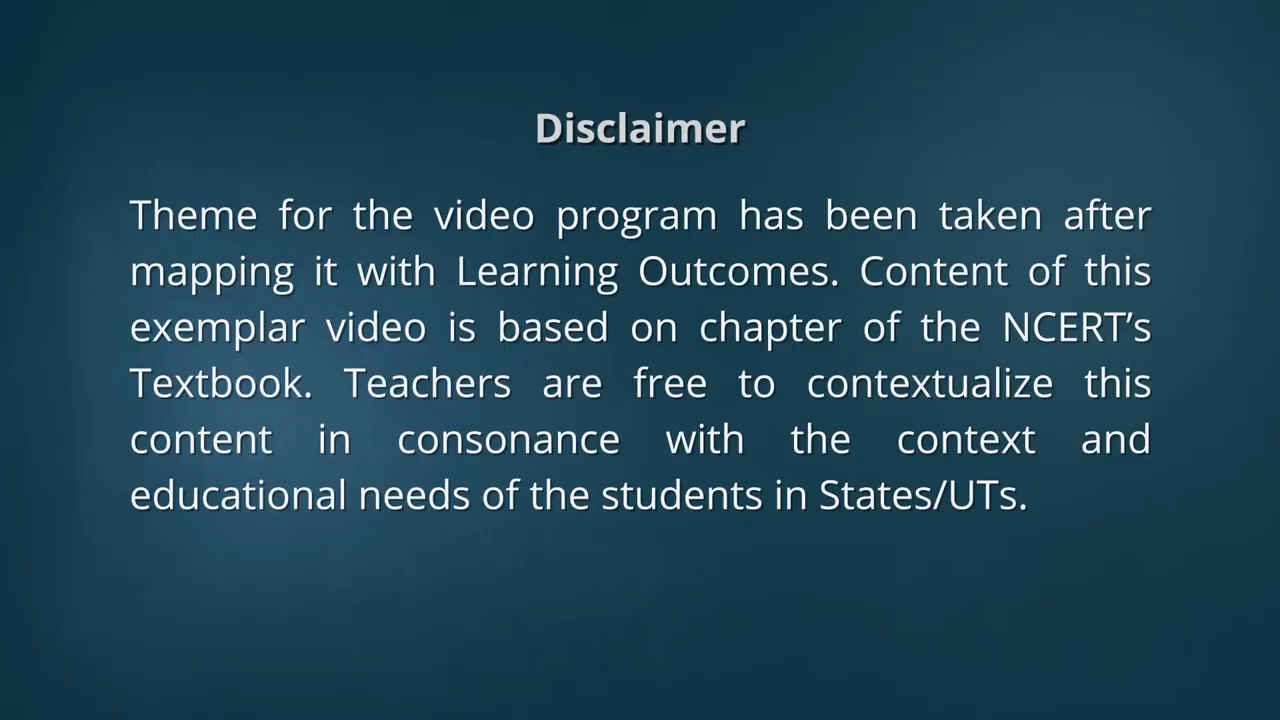 Disclaimer
Theme for the video program has been taken after
mapping it with Learning Outcomes. Content of this
exemplar video is based on chapter of the NCERT’s
Textbook. Teachers are free to contextualize this
content in consonance with the context and
educational needs of the students in States/UTs.